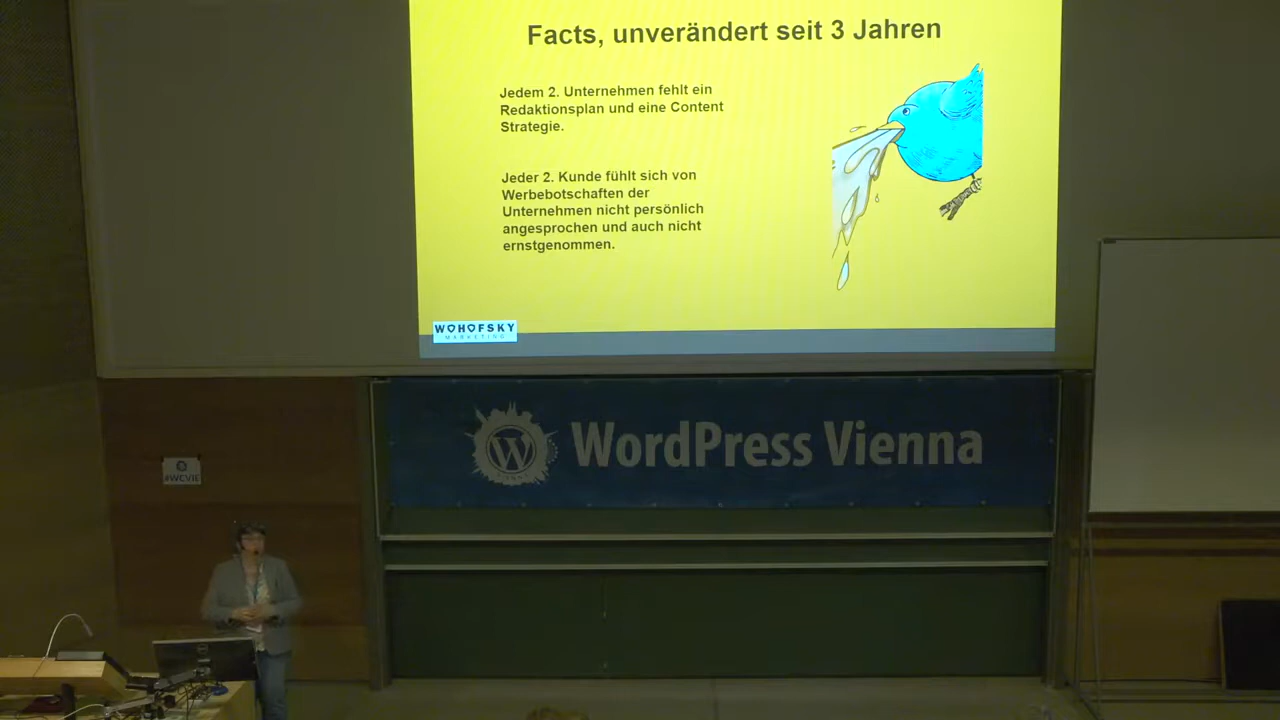 Facts, unverändert seit 3 Jahren
Jedem 2. Unternehmen fehlt ein
Redaktionsplan und eine Content
Strategie.
Jeder 2. Kunde fühlt sich von
Werbebotschaften der
Unternehmen nicht persönlich
angesprochen und auch nicht
ernstgenommen.
WOHOFSKY
MARKETING
WordPress Vienna
#WCVIE